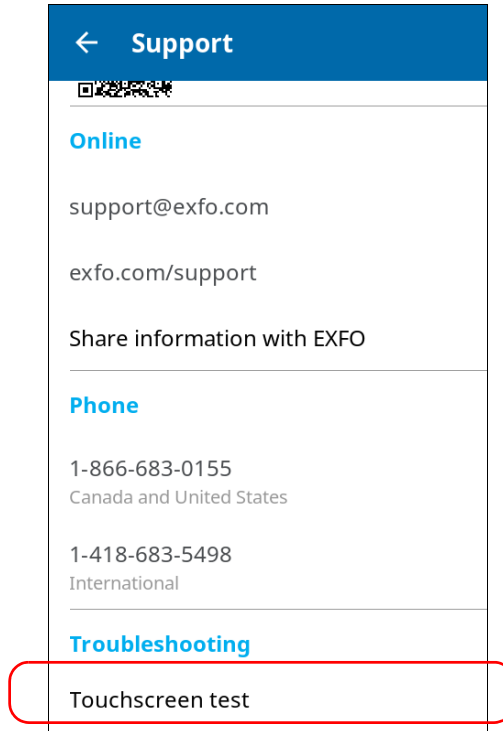 Support
Online
support@exfo.com
exfo.com/support
Share information with EXFO
Phone
1-866-683-0155
Canada and United States
1-418-683-5498
International
Troubleshooting
Touchscreen test